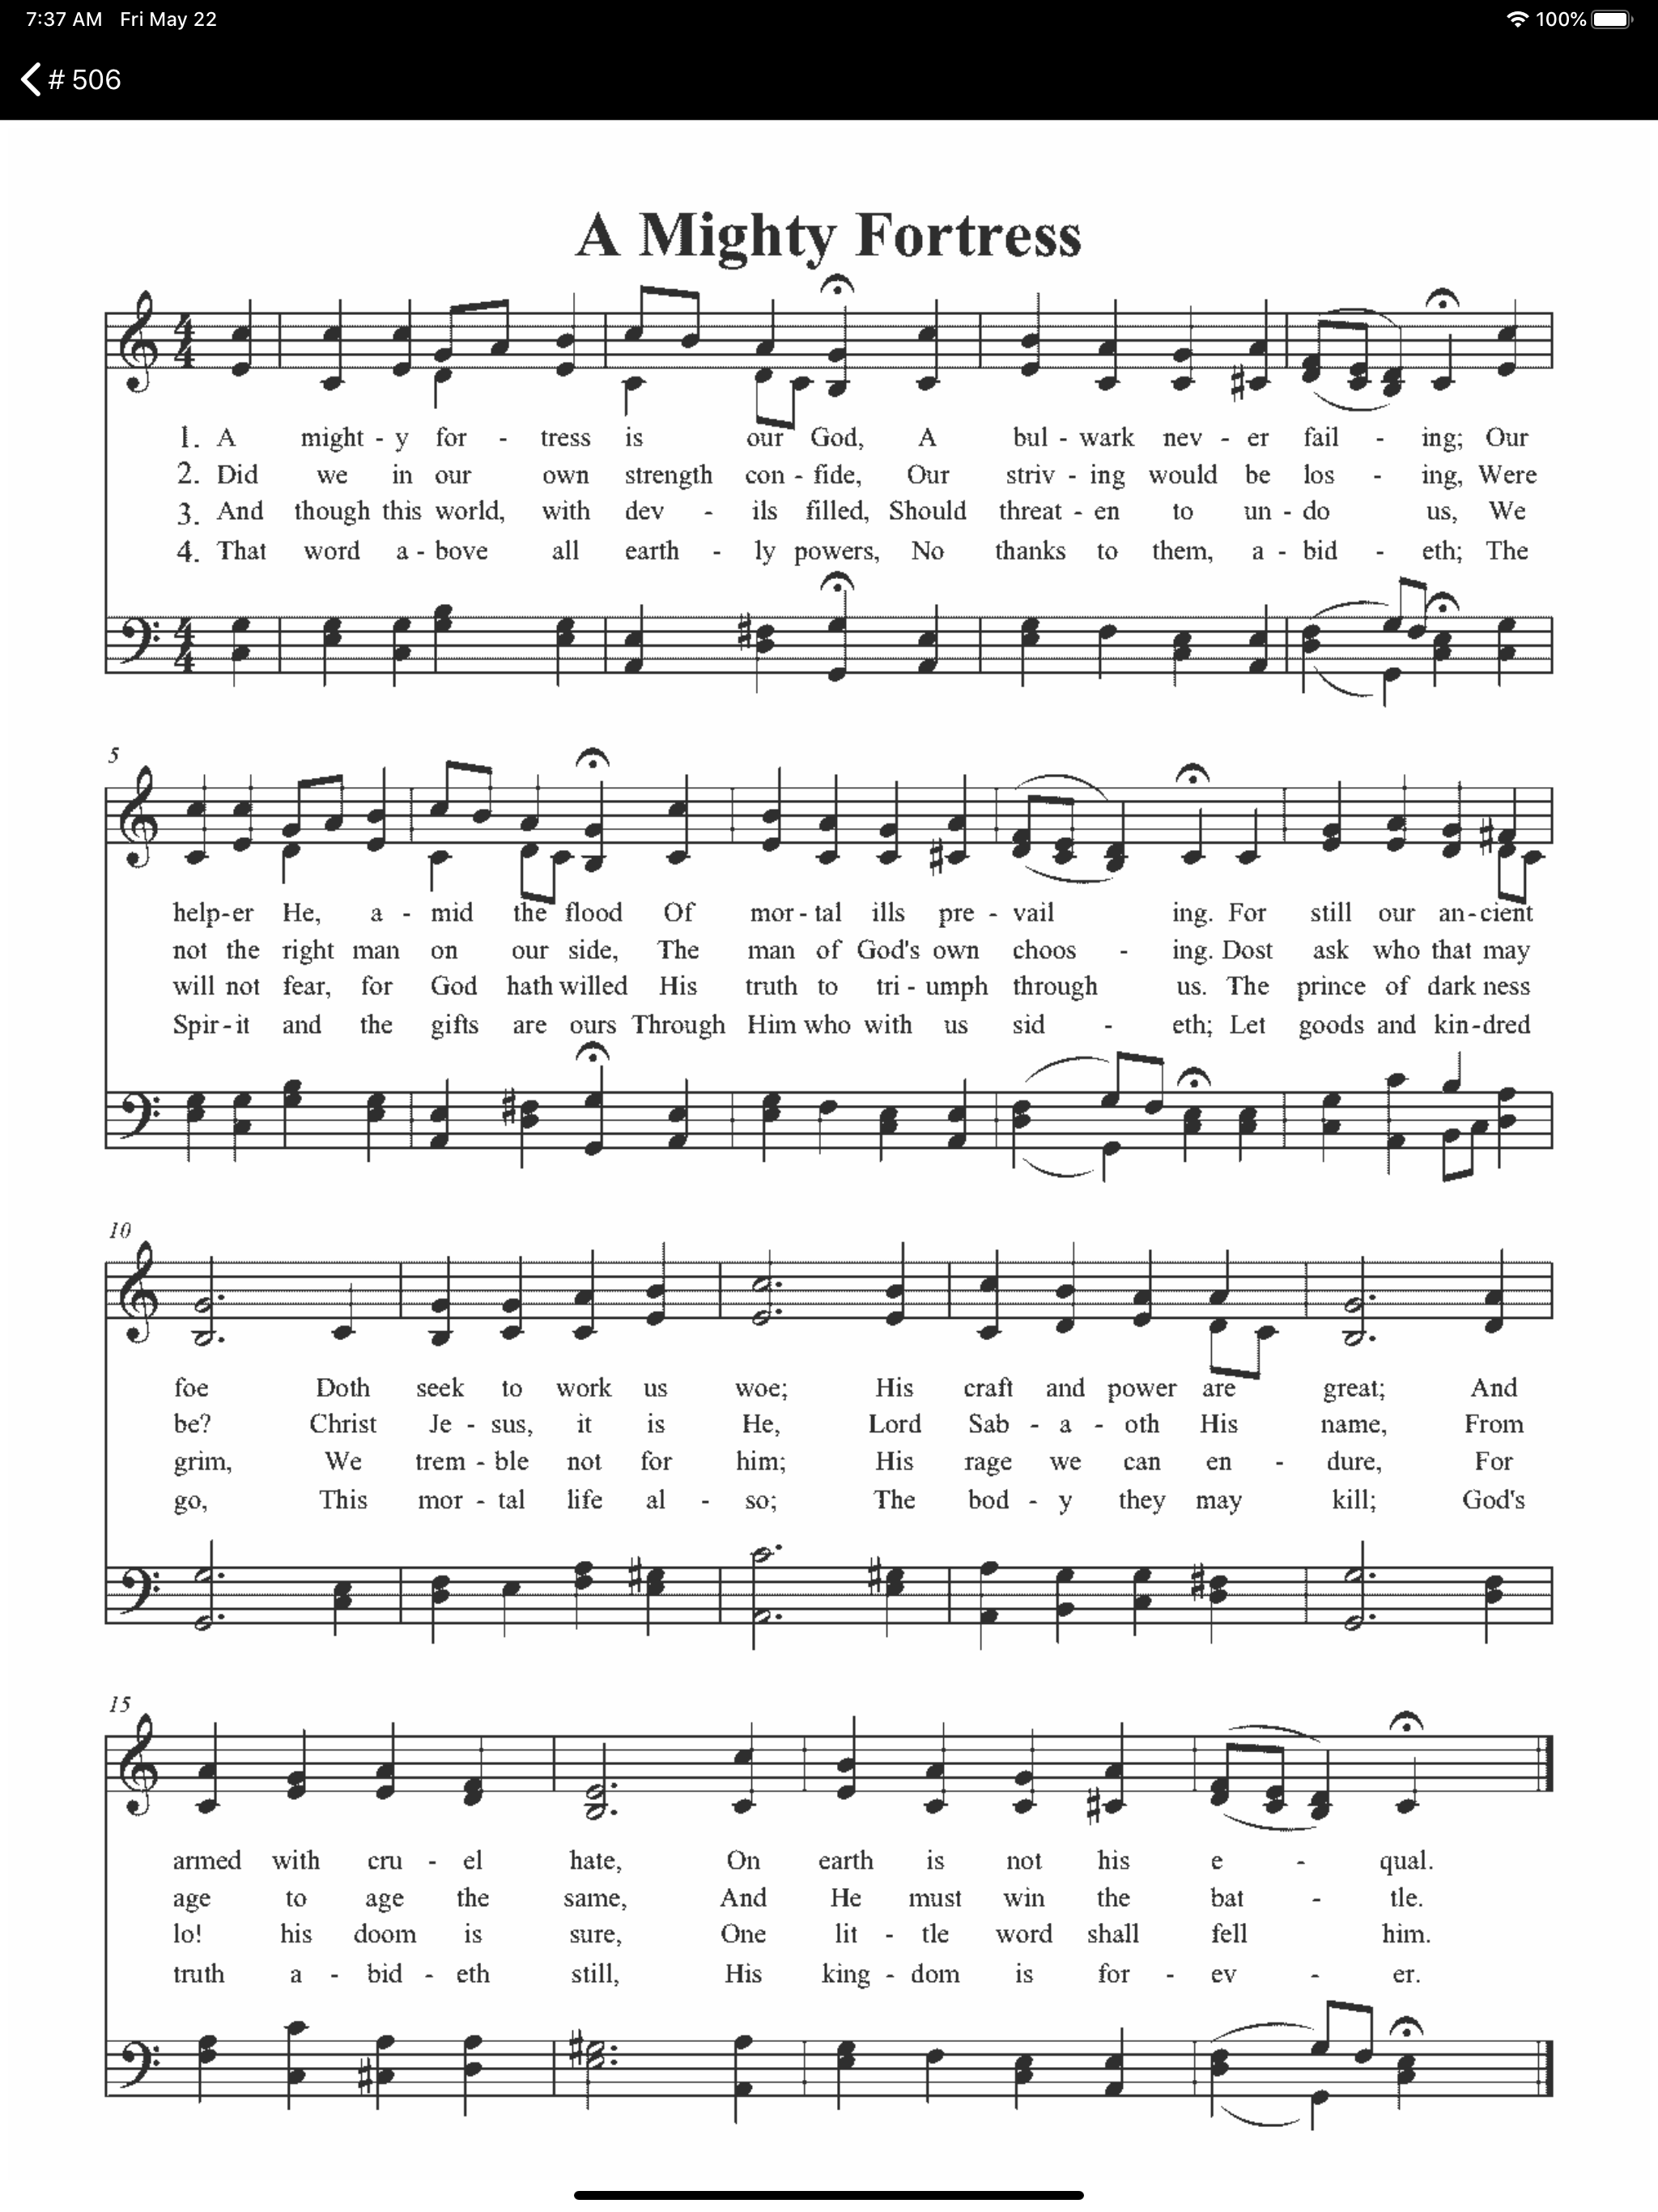 7:37 AM Fri May 22 100%
# 506
A Mighty Fortress
1. A might - y for - tress is our God, A bul - wark nev - er fail - ing; Our
2. Did we in our own strength con - fide, Our striv - ing would be los - ing, Were
3. And though this world, with dev - ils filled, Should threat - en to un - do us, We
4. That word a - bove all earth - ly powers, No thanks to them, a - bid - eth; The
5
help-er He, a - mid the flood Of mor - tal ills pre - vail ing. For still our an-cient
not the right man on our side, The man of God's own choos - ing. Dost ask who that may
will not fear, for God hath willed His truth to tri - umph through us. The prince of dark ness
Spir-it and the gifts are ours Through Him who with us sid - eth; Let goods and kin-dred
10
foe Doth seek to work us woe; His craft and power are great; And
be? Christ Je - sus, it is He, Lord Sab - a - oth His name, From
grim, We trem - ble not for him; His rage we can en - dure, For
go, This mor - tal life al - so; The bod - y they may kill; God's
15
armed with cru - el hate, On earth is not his e - qual.
age to age the same, And He must win the bat - tle.
lo! his doom is sure, One lit - tle word shall fell him.
truth a - bid - eth still, His king - dom is for - ev - er.